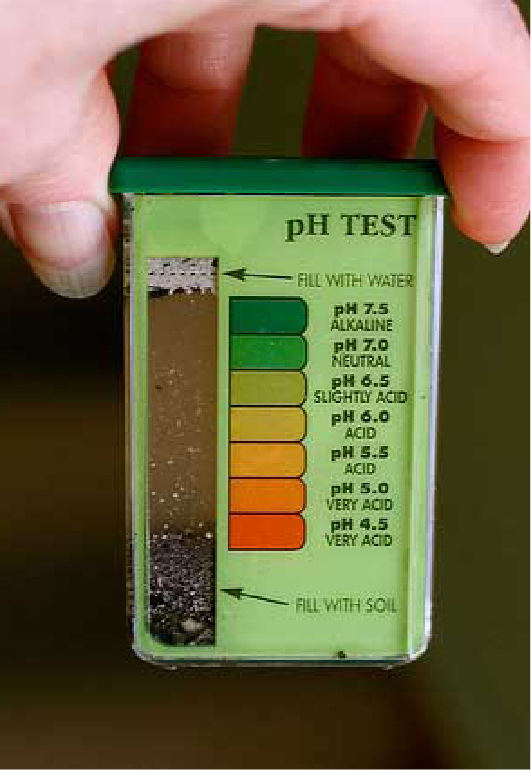 pH TEST
FILL WITH WATER
pH 7.5
ALKALINE
pH 7.0
NEUTRAL
pH 6.5
SLIGHTLY ACID
pH 6.0
ACID
pH 5.5
ACID
pH 5.0
VERY ACID
pH 4.5
VERY ACID
FILL WITH SOIL